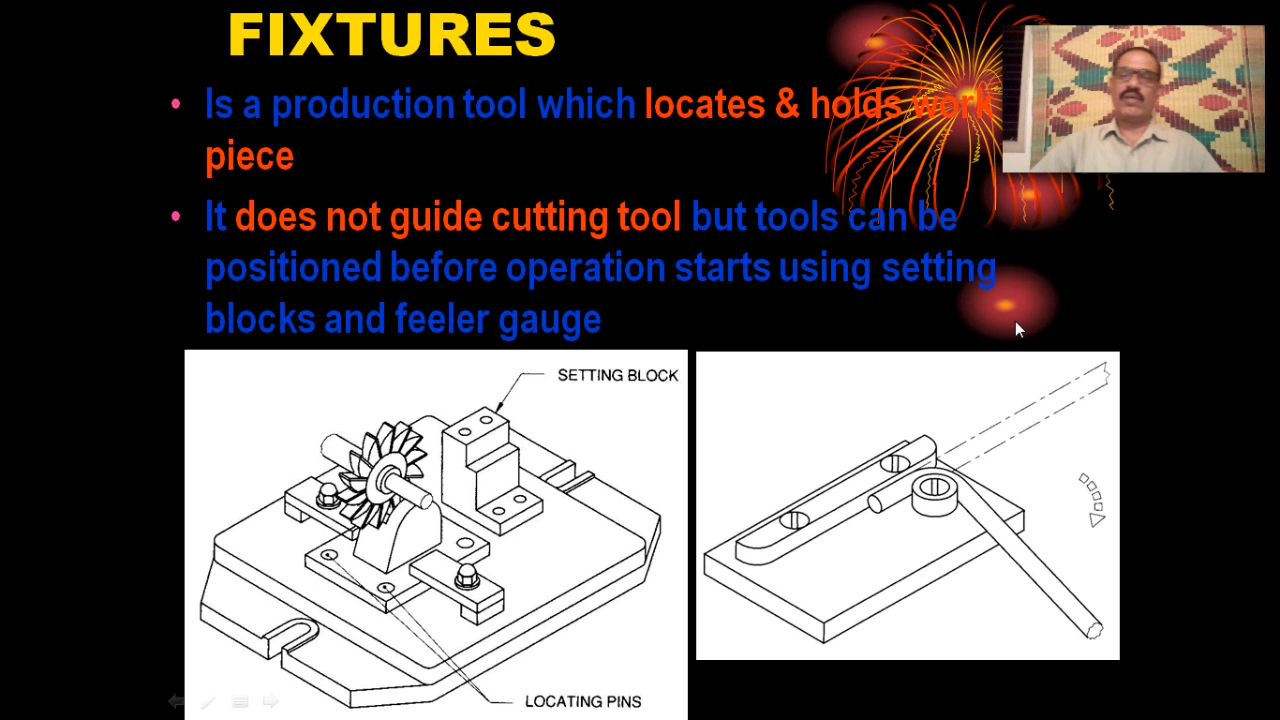 FIXTURES
• Is a production tool which locates & holds work
piece
• It does not guide cutting tool but tools can be
positioned before operation starts using setting
blocks and feeler gauge
SETTING BLOCK
LOCATING PINS